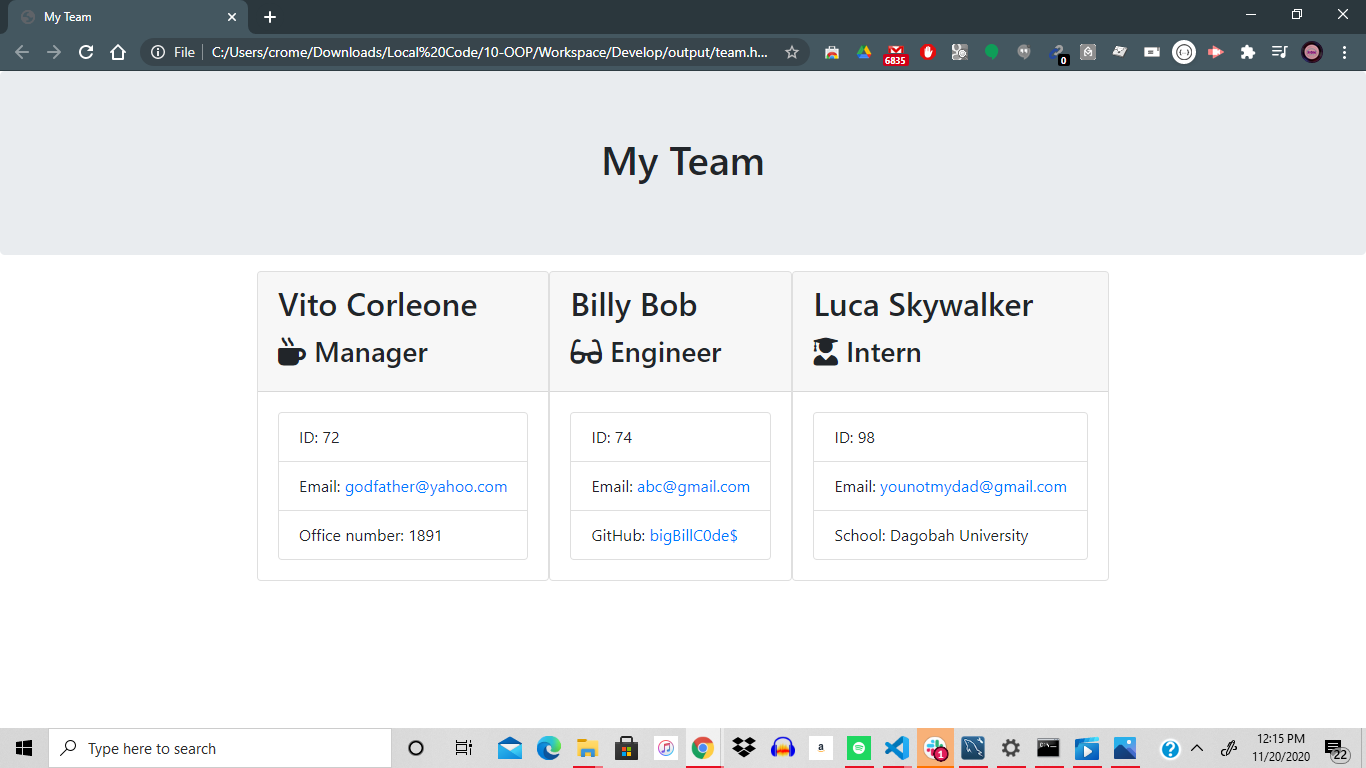 My Team
File
C:/Users/crome/Downloads/Local%20Code/10-OOP/Workspace/Develop/output/team.h...
6835
0
My Team
Vito Corleone
Manager
ID: 72
Email: godfather@yahoo.com
Office number: 1891
Billy Bob
Engineer
ID: 74
Email: abc@gmail.com
GitHub: bigBillC0de$
Luca Skywalker
Intern
ID: 98
Email: younotmydad@gmail.com
School: Dagobah University
Type here to search
a
1
12:15 PM
11/20/2020
22